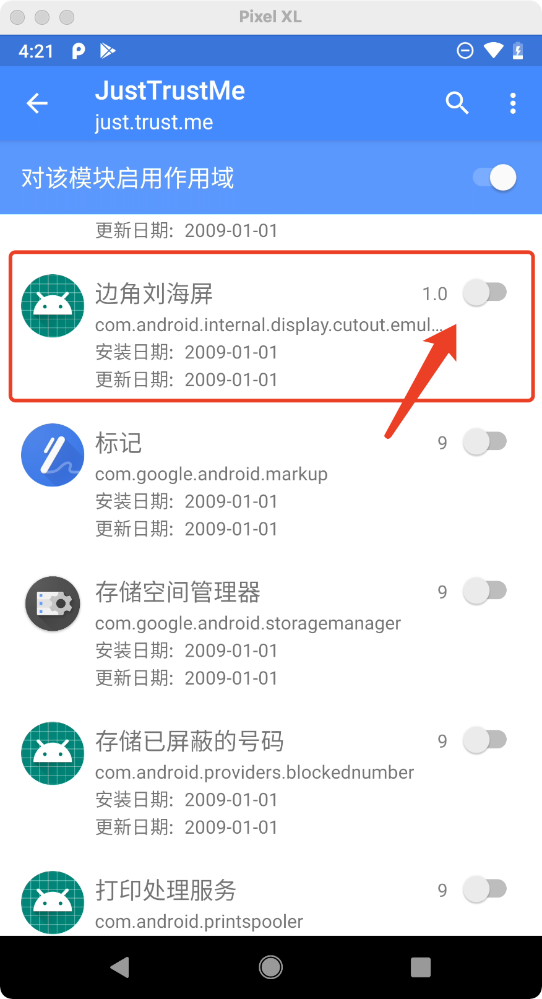 Pixel XL
4:21
JustTrustMe
just.trust.me
对该模块启用作用域
更新日期: 2009-01-01
边角刘海屏 1.0
com.android.internal.display.cutout.emul...
安装日期: 2009-01-01
更新日期: 2009-01-01
标记 9
com.google.android.markup
安装日期: 2009-01-01
更新日期: 2009-01-01
存储空间管理器 9
com.google.android.storagemanager
安装日期: 2009-01-01
更新日期: 2009-01-01
存储已屏蔽的号码 9
com.android.providers.blockednumber
安装日期: 2009-01-01
更新日期: 2009-01-01
打印处理服务 9
com.android.printspooler